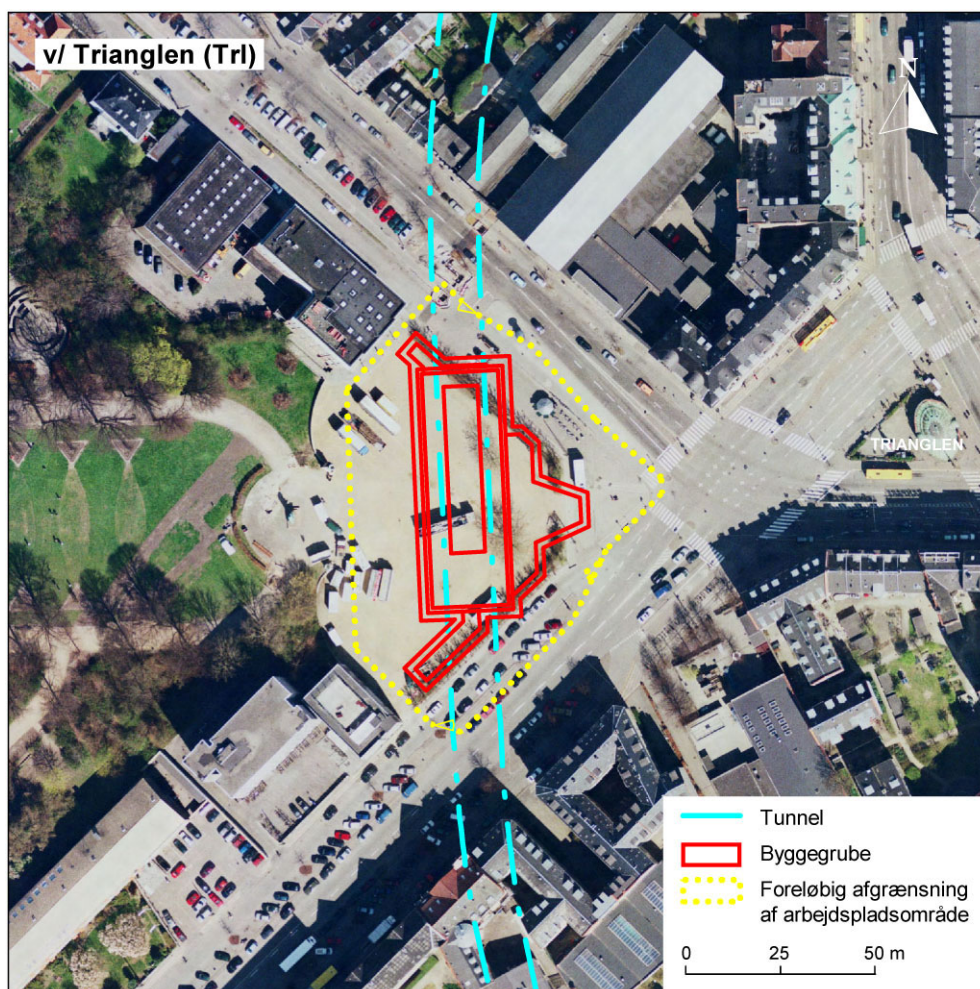 v/ Trianglen (Trl)
N
TRIANGLEN
Tunnel
Byggegrube
Foreløbig afgrænsning
af arbejdspladsområde
0 25 50 m